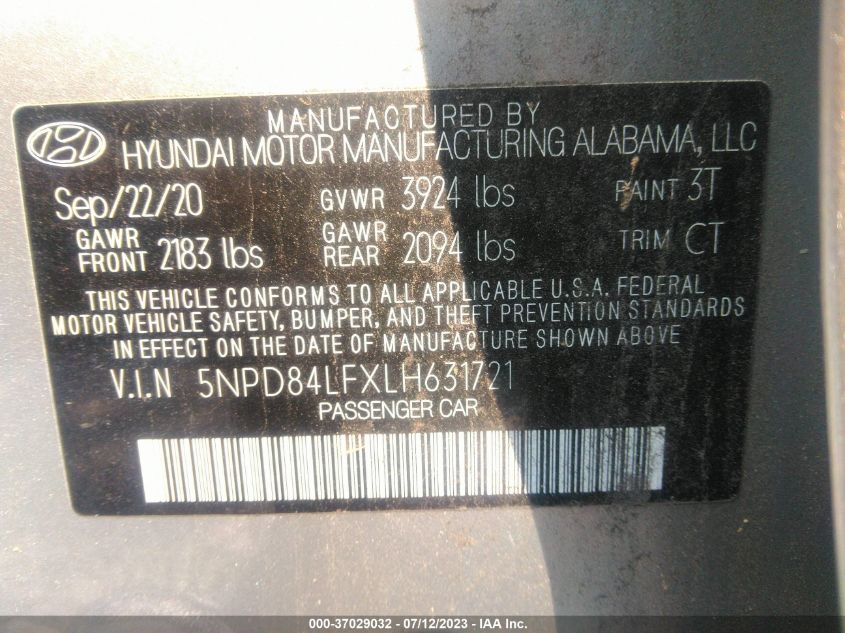 MANUFACTURED BY
HYUNDAI MOTOR MANUFACTURING ALABAMA, LLC
Sep/22/20 GVWR 3924 lbs PAINT 3T
GAWR FRONT 2183 lbs GAWR REAR 2094 lbs TRIM CT
THIS VEHICLE CONFORMS TO ALL APPLICABLE U.S.A. FEDERAL
MOTOR VEHICLE SAFETY, BUMPER, AND THEFT PREVENTION STANDARDS
IN EFFECT ON THE DATE OF MANUFACTURE SHOWN ABOVE
V.I.N 5NPD84LFXLH631721
PASSENGER CAR
000-37029032 - 07/12/2023 - IAA Inc.